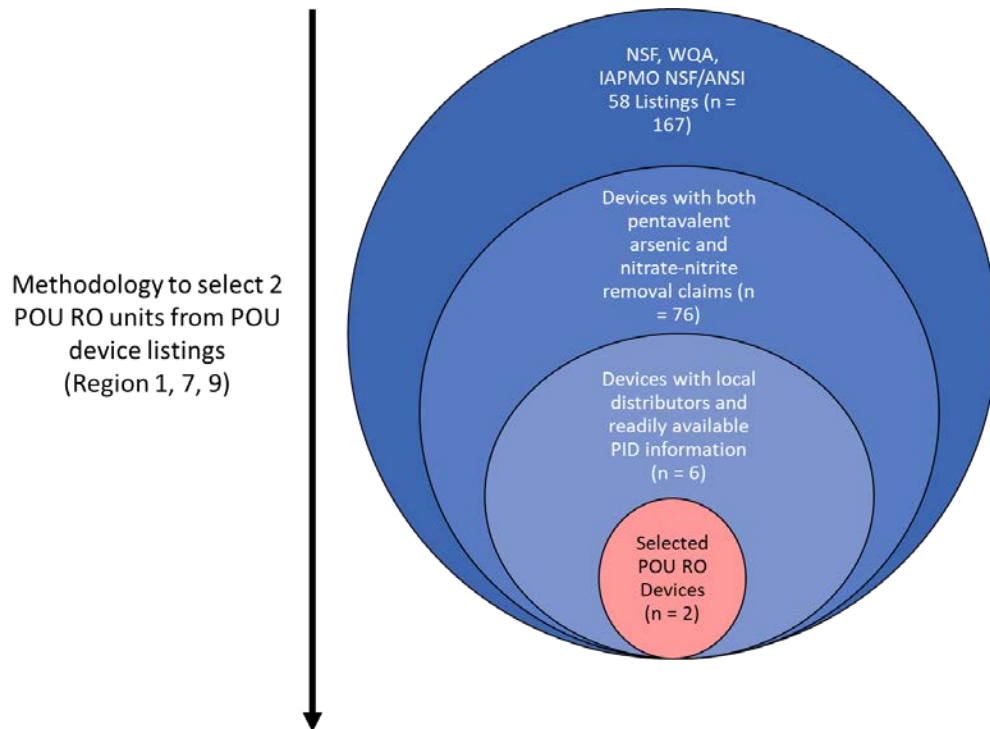 Methodology to select 2
POU RO units from POU
device listings
(Region 1, 7, 9)
NSF, WQA,
IAPMO NSF/ANSI
58 Listings (n =
167)
Devices with both
pentavalent
arsenic and
nitrate-nitrite
removal claims (n
= 76)
Devices with local
distributors and
readily available
PID information
(n = 6)
Selected
POU RO
Devices
(n = 2)